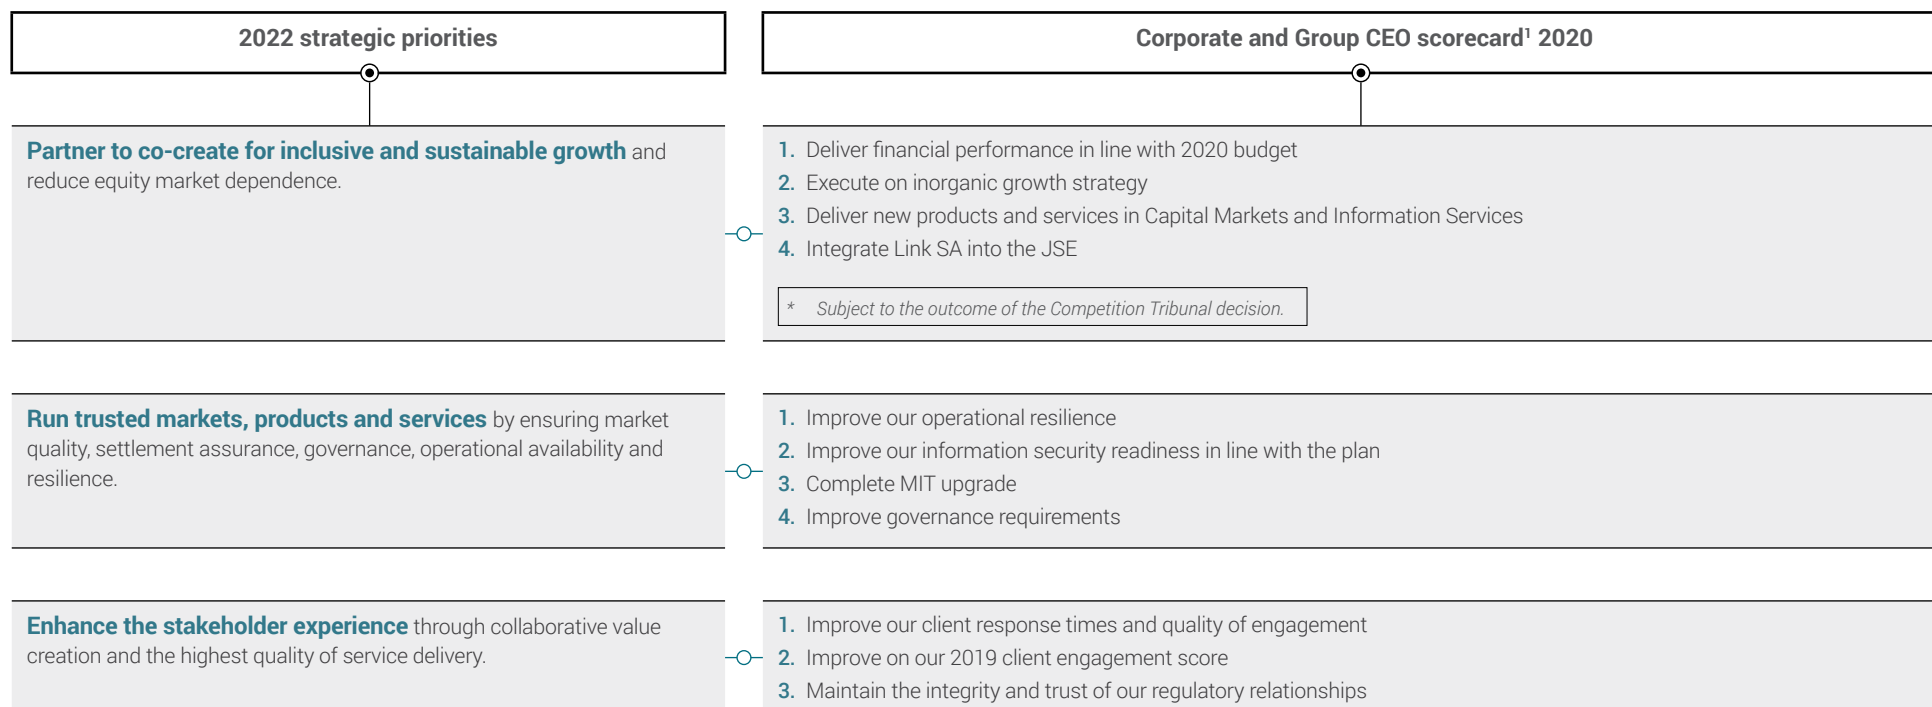 2022 strategic priorities
Corporate and Group CEO scorecard¹ 2020
Partner to co-create for inclusive and sustainable growth and
reduce equity market dependence.
1. Deliver financial performance in line with 2020 budget
2. Execute on inorganic growth strategy
3. Deliver new products and services in Capital Markets and Information Services
4. Integrate Link SA into the JSE
* Subject to the outcome of the Competition Tribunal decision.
Run trusted markets, products and services by ensuring market
quality, settlement assurance, governance, operational availability and
resilience.
1. Improve our operational resilience
2. Improve our information security readiness in line with the plan
3. Complete MIT upgrade
4. Improve governance requirements
Enhance the stakeholder experience through collaborative value
creation and the highest quality of service delivery.
1. Improve our client response times and quality of engagement
2. Improve on our 2019 client engagement score
3. Maintain the integrity and trust of our regulatory relationships